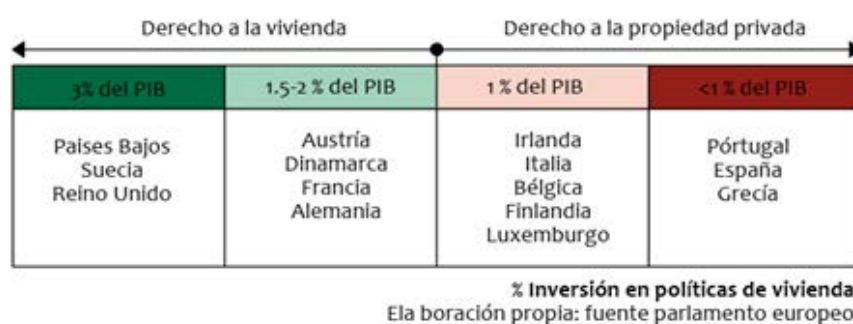 Derecho a la vivienda
Derecho a la propiedad privada
3% del PIB
1.5-2 % del PIB
1 % del PIB
<1 % del PIB
Paises Bajos
Suecia
Reino Unido
Austría
Dinamarca
Francia
Alemania
Irlanda
Italia
Bélgica
Finlandia
Luxemburgo
Pórtugal
España
Grecía
% Inversión en políticas de vivienda
Ela boración propia: fuente parlamento europeo